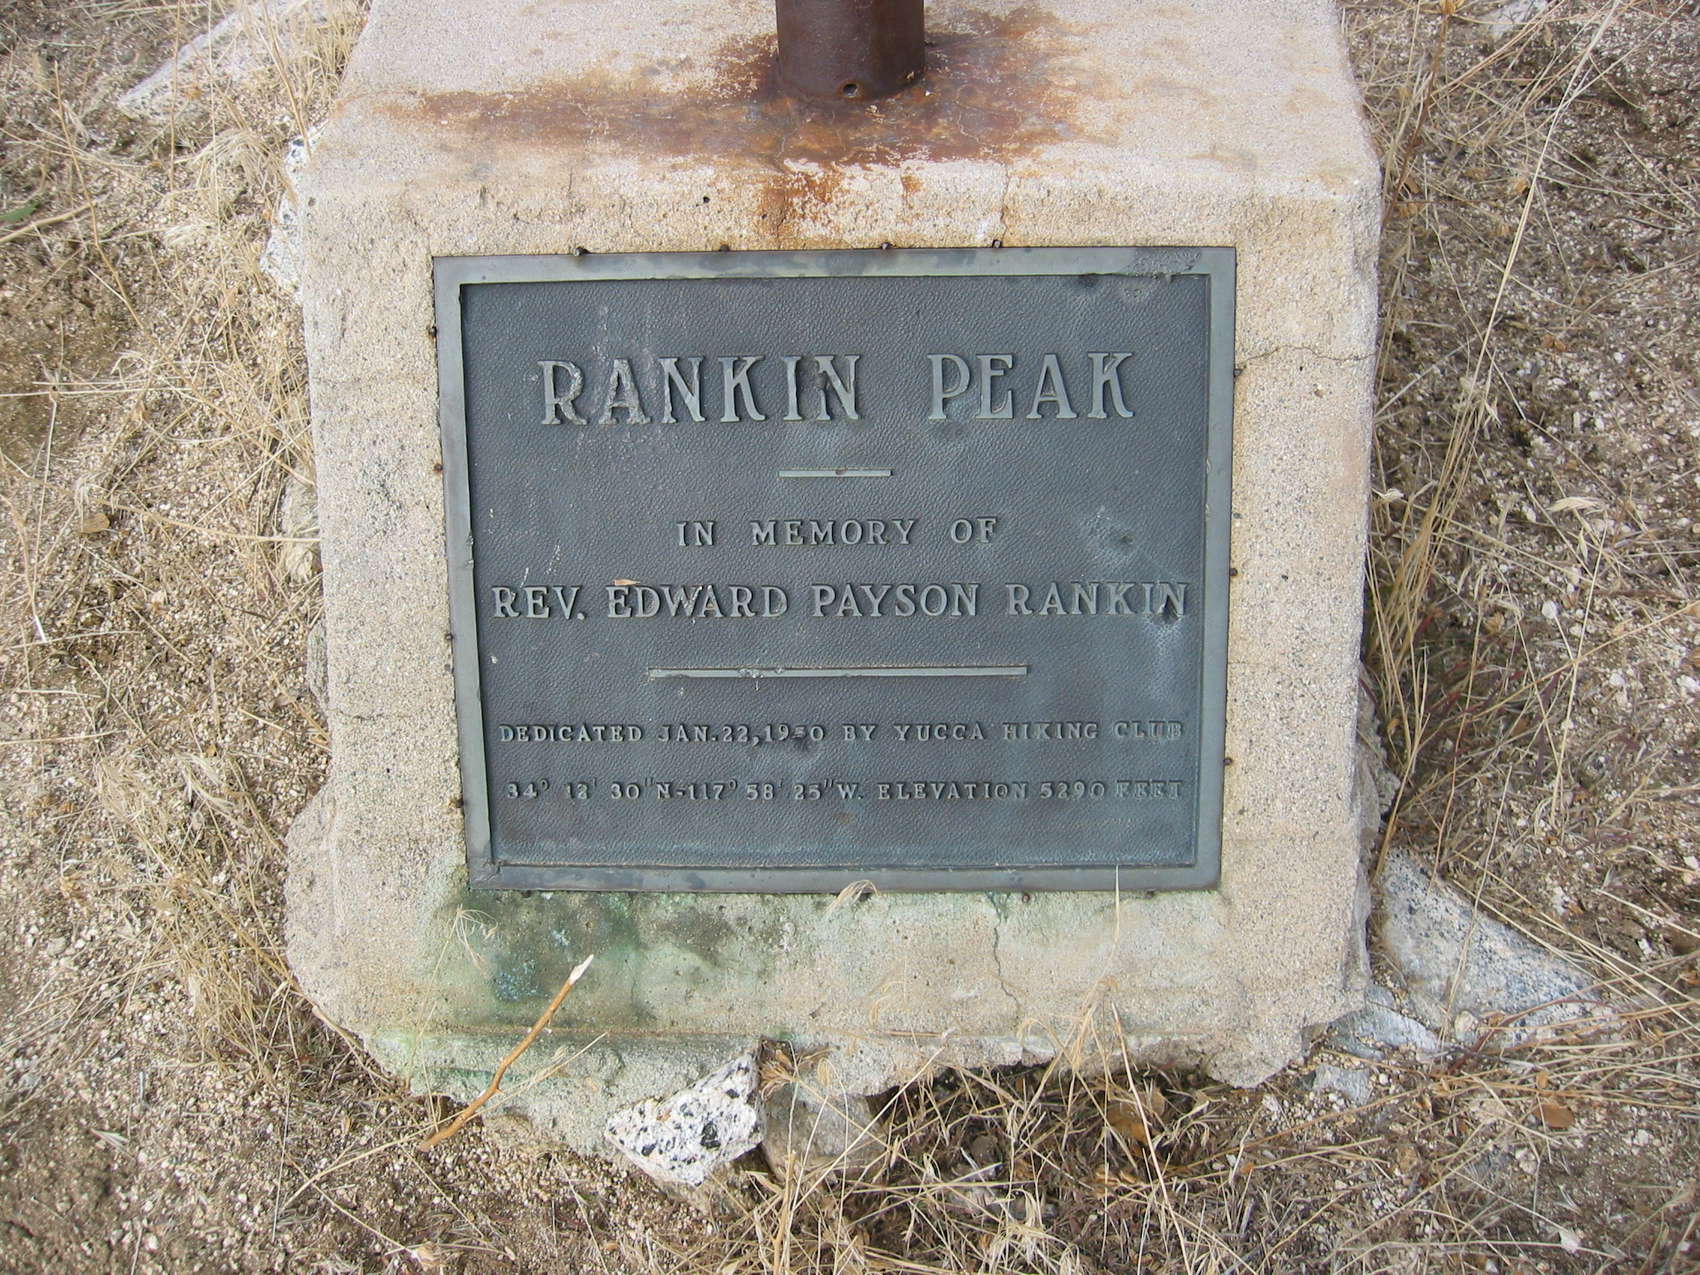 RANKIN PEAK
IN MEMORY OF
REV. EDWARD PAYSON RANKIN
DEDICATED JAN. 22, 1950 BY YUCCA HIKING CLUB
34° 12' 30" N-117° 58' 25" W. ELEVATION 5290 FEET